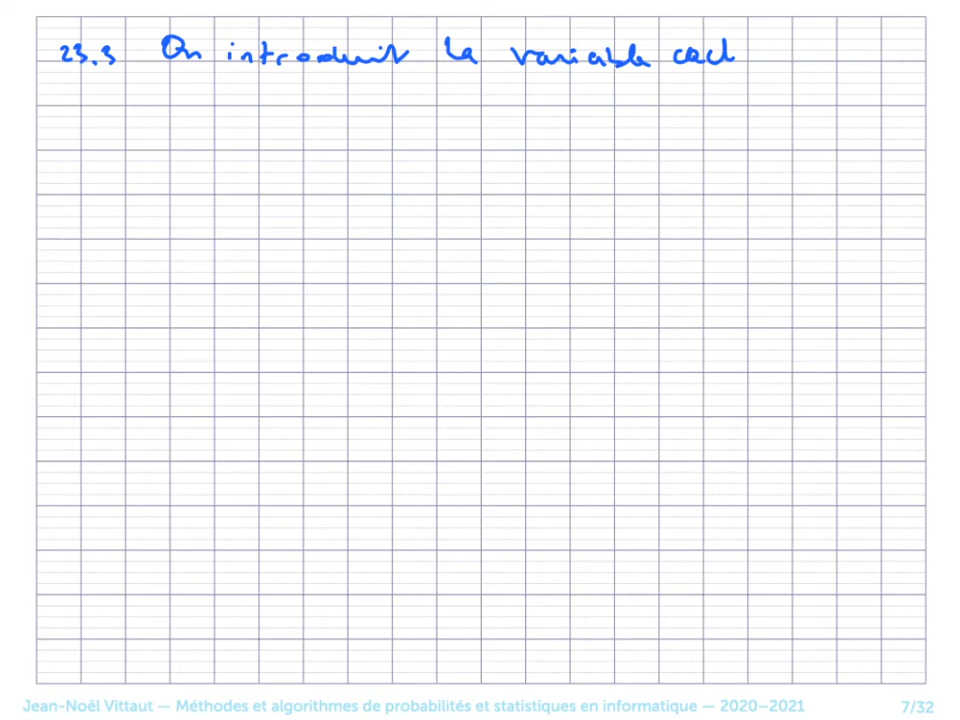 23.3 On introduit la variable cach
Jean-Noël Vittaut — Méthodes et algorithmes de probabilités et statistiques en informatique — 2020–2021 7/32